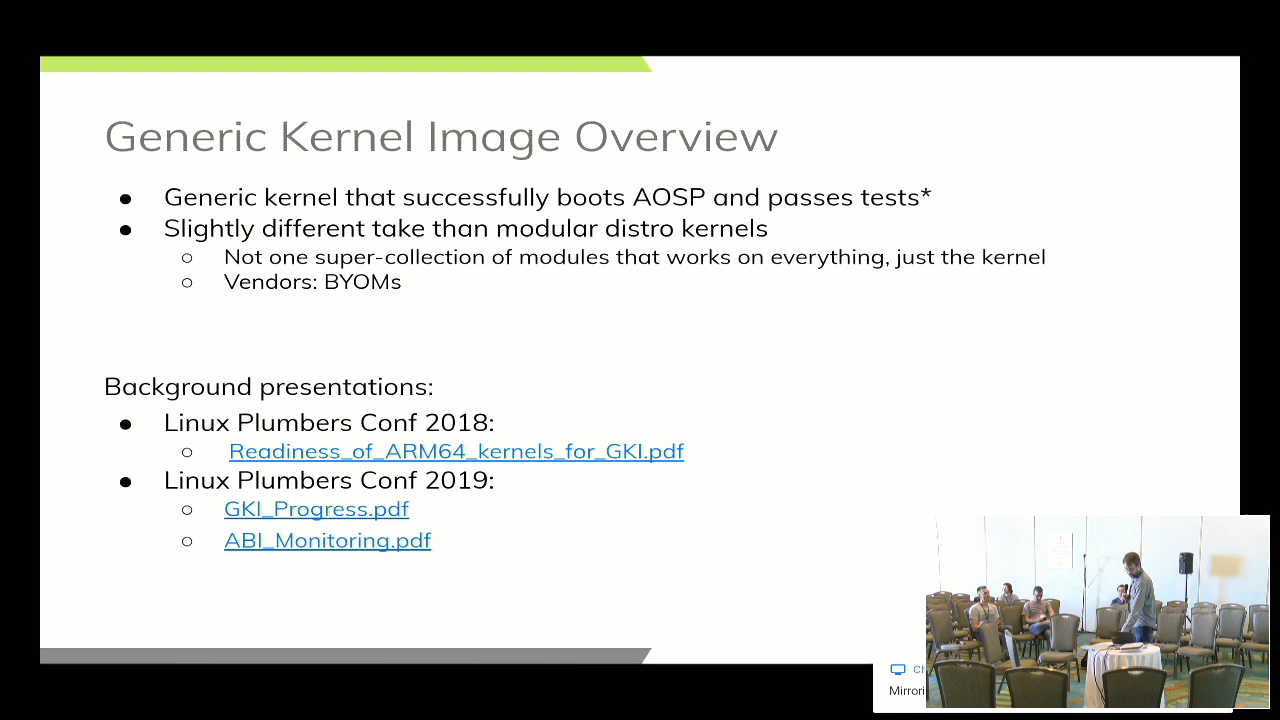 Generic Kernel Image Overview
● Generic kernel that successfully boots AOSP and passes tests*
● Slightly different take than modular distro kernels
○ Not one super-collection of modules that works on everything, just the kernel
○ Vendors: BYOMs
Background presentations:
● Linux Plumbers Conf 2018:
○ Readiness_of_ARM64_kernels_for_GKI.pdf
● Linux Plumbers Conf 2019:
○ GKI_Progress.pdf
○ ABI_Monitoring.pdf